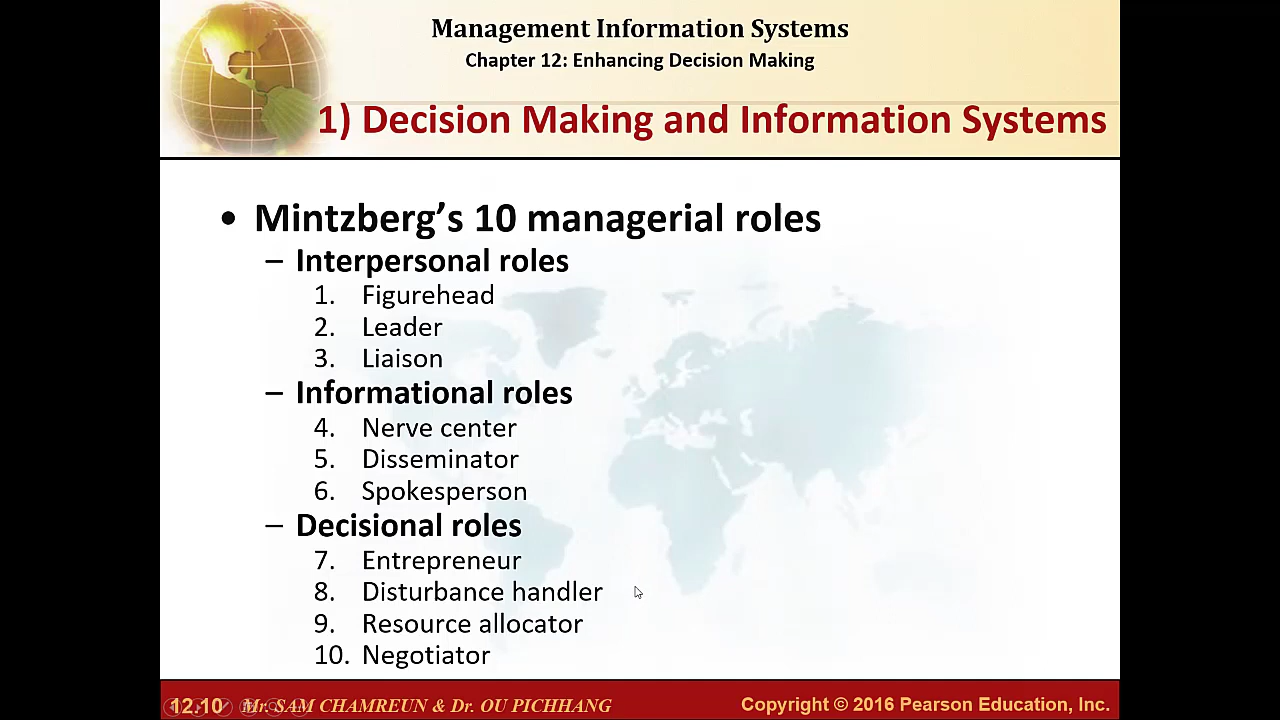 Management Information Systems
Chapter 12: Enhancing Decision Making
1) Decision Making and Information Systems
• Mintzberg’s 10 managerial roles
– Interpersonal roles
1. Figurehead
2. Leader
3. Liaison
– Informational roles
4. Nerve center
5. Disseminator
6. Spokesperson
– Decisional roles
7. Entrepreneur
8. Disturbance handler
9. Resource allocator
10. Negotiator
12.10 Mr. SAM CHAMREUN & Dr. OU PICHHANG Copyright © 2016 Pearson Education, Inc.